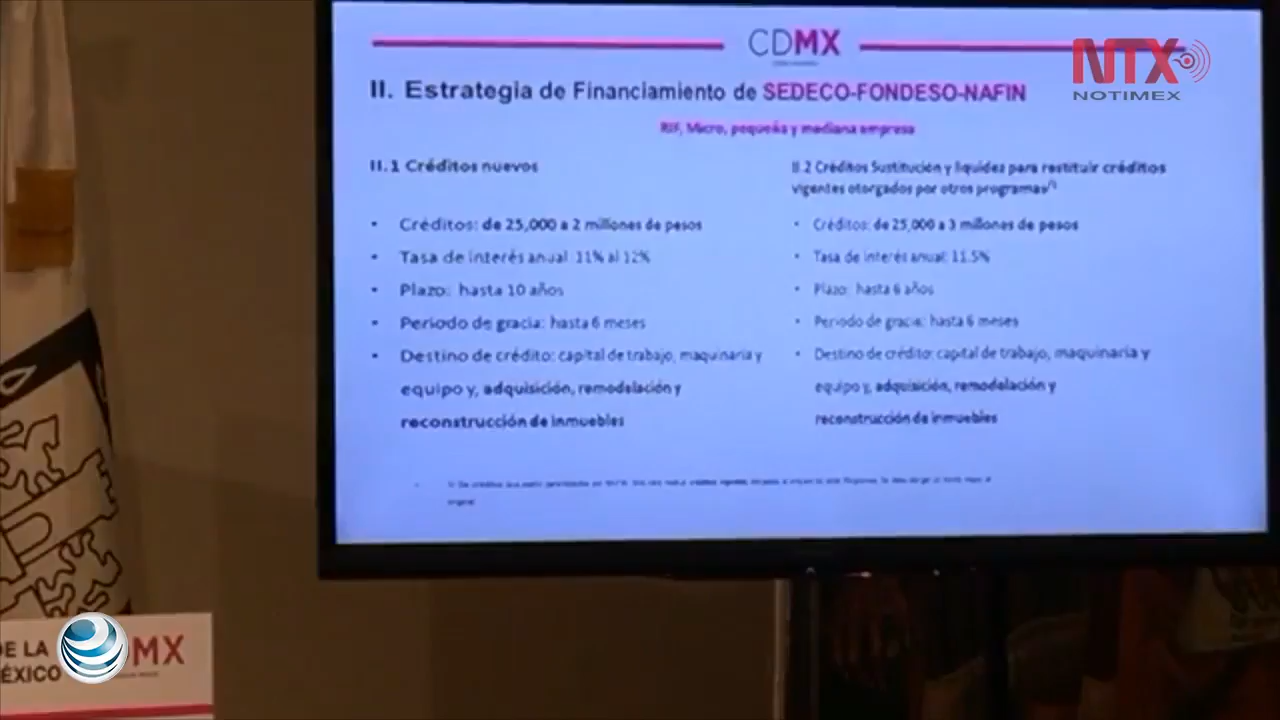 CDMX
NTX
NOTIMEX
II. Estrategia de Financiamiento de SEDECO-FONDESO-NAFIN
RIF, Micro, pequeña y mediana empresa
II.1 Créditos nuevos
• Créditos: de 25,000 a 2 millones de pesos
• Tasa de interés anual: 11% al 12%
• Plazo: hasta 10 años
• Periodo de gracia: hasta 6 meses
• Destino de crédito: capital de trabajo, maquinaria y
equipo y, adquisición, remodelación y
reconstrucción de inmuebles
II.2 Créditos Sustitución y liquidez para restituir créditos
vigentes otorgados por otros programas
• Créditos: de 25,000 a 3 millones de pesos
• Tasa de interés anual: 11.5%
• Plazo: hasta 6 años
• Periodo de gracia: hasta 6 meses
• Destino de crédito: capital de trabajo, maquinaria y
equipo y, adquisición, remodelación y
reconstrucción de inmuebles
DE LA
MX
ÉXICO